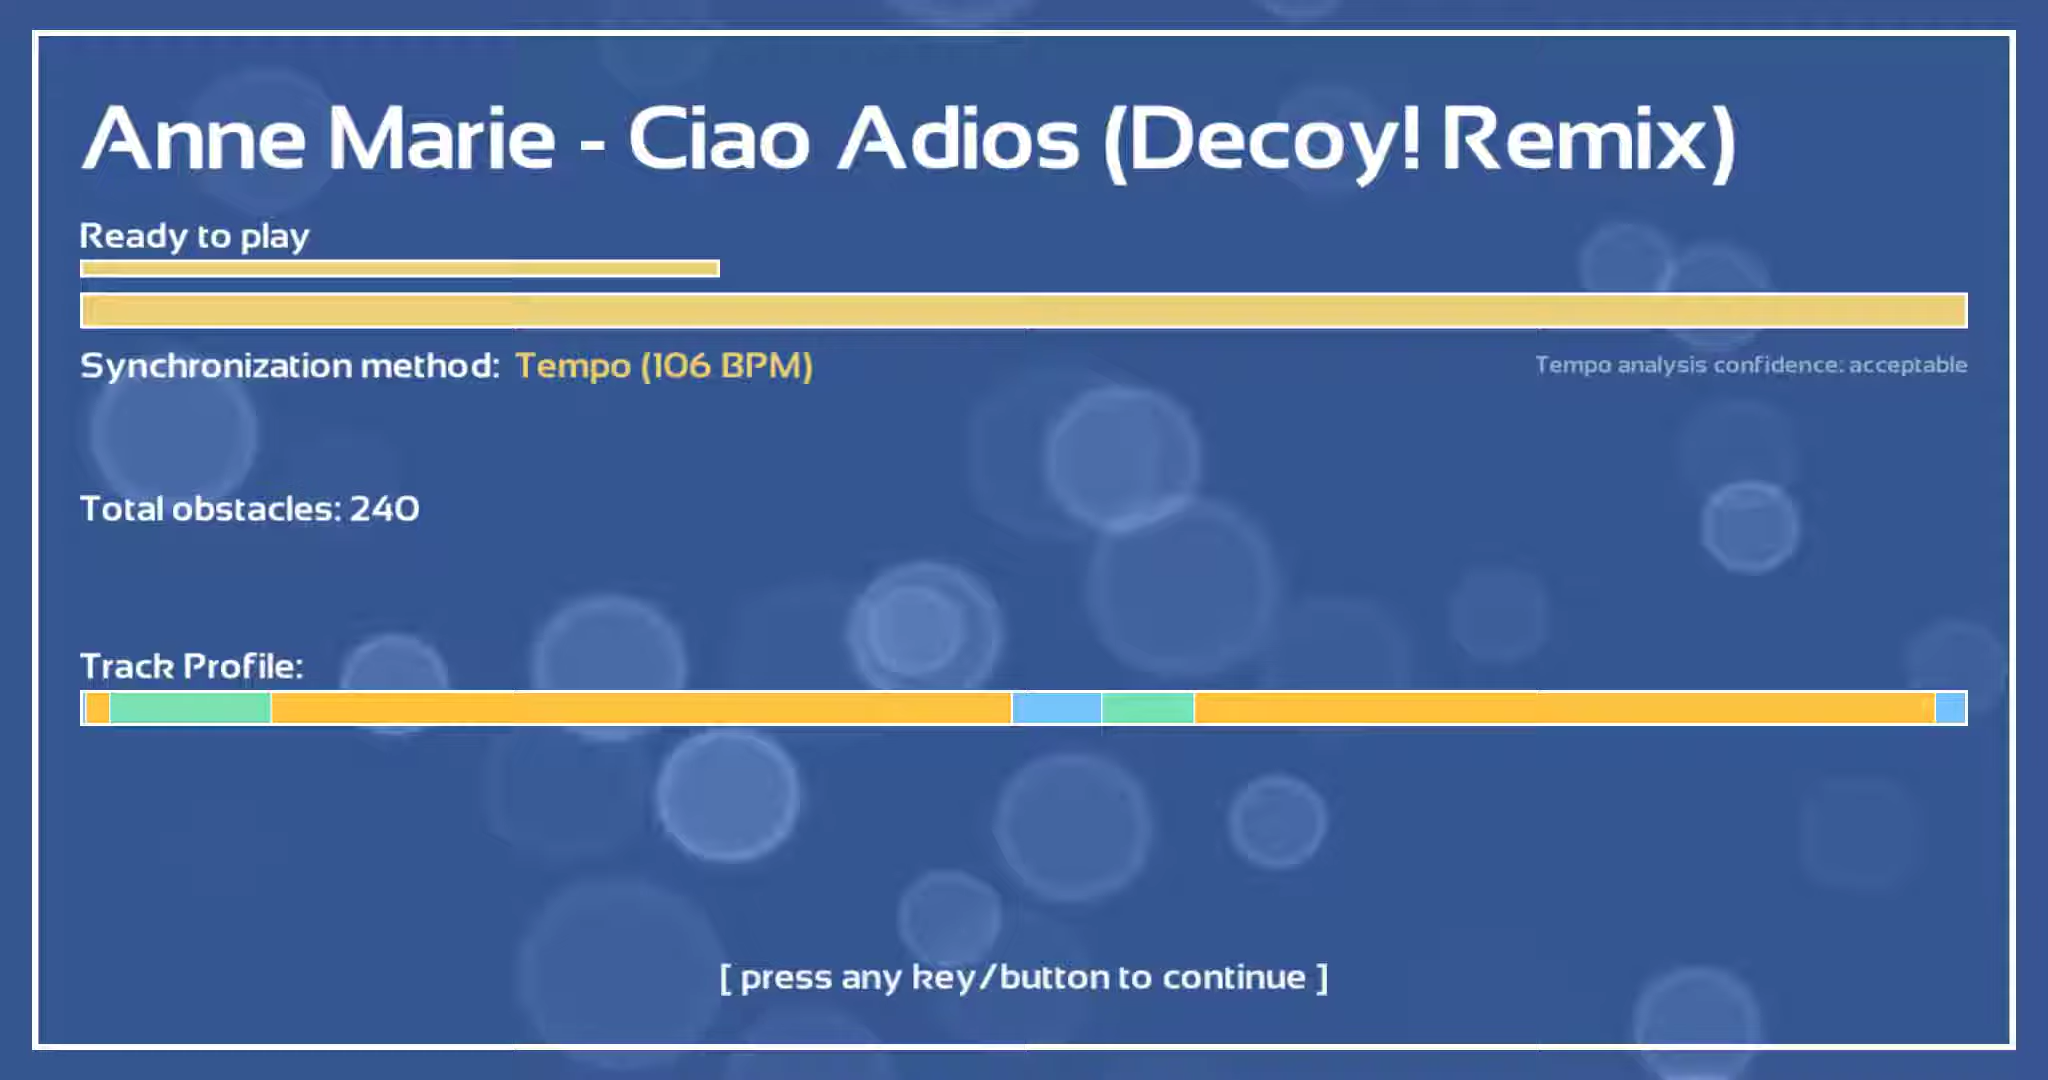 Anne Marie - Ciao Adios (Decoy! Remix)
Ready to play
Synchronization method: Tempo (106 BPM)
Tempo analysis confidence: acceptable
Total obstacles: 240
Track Profile:
[ press any key/button to continue ]